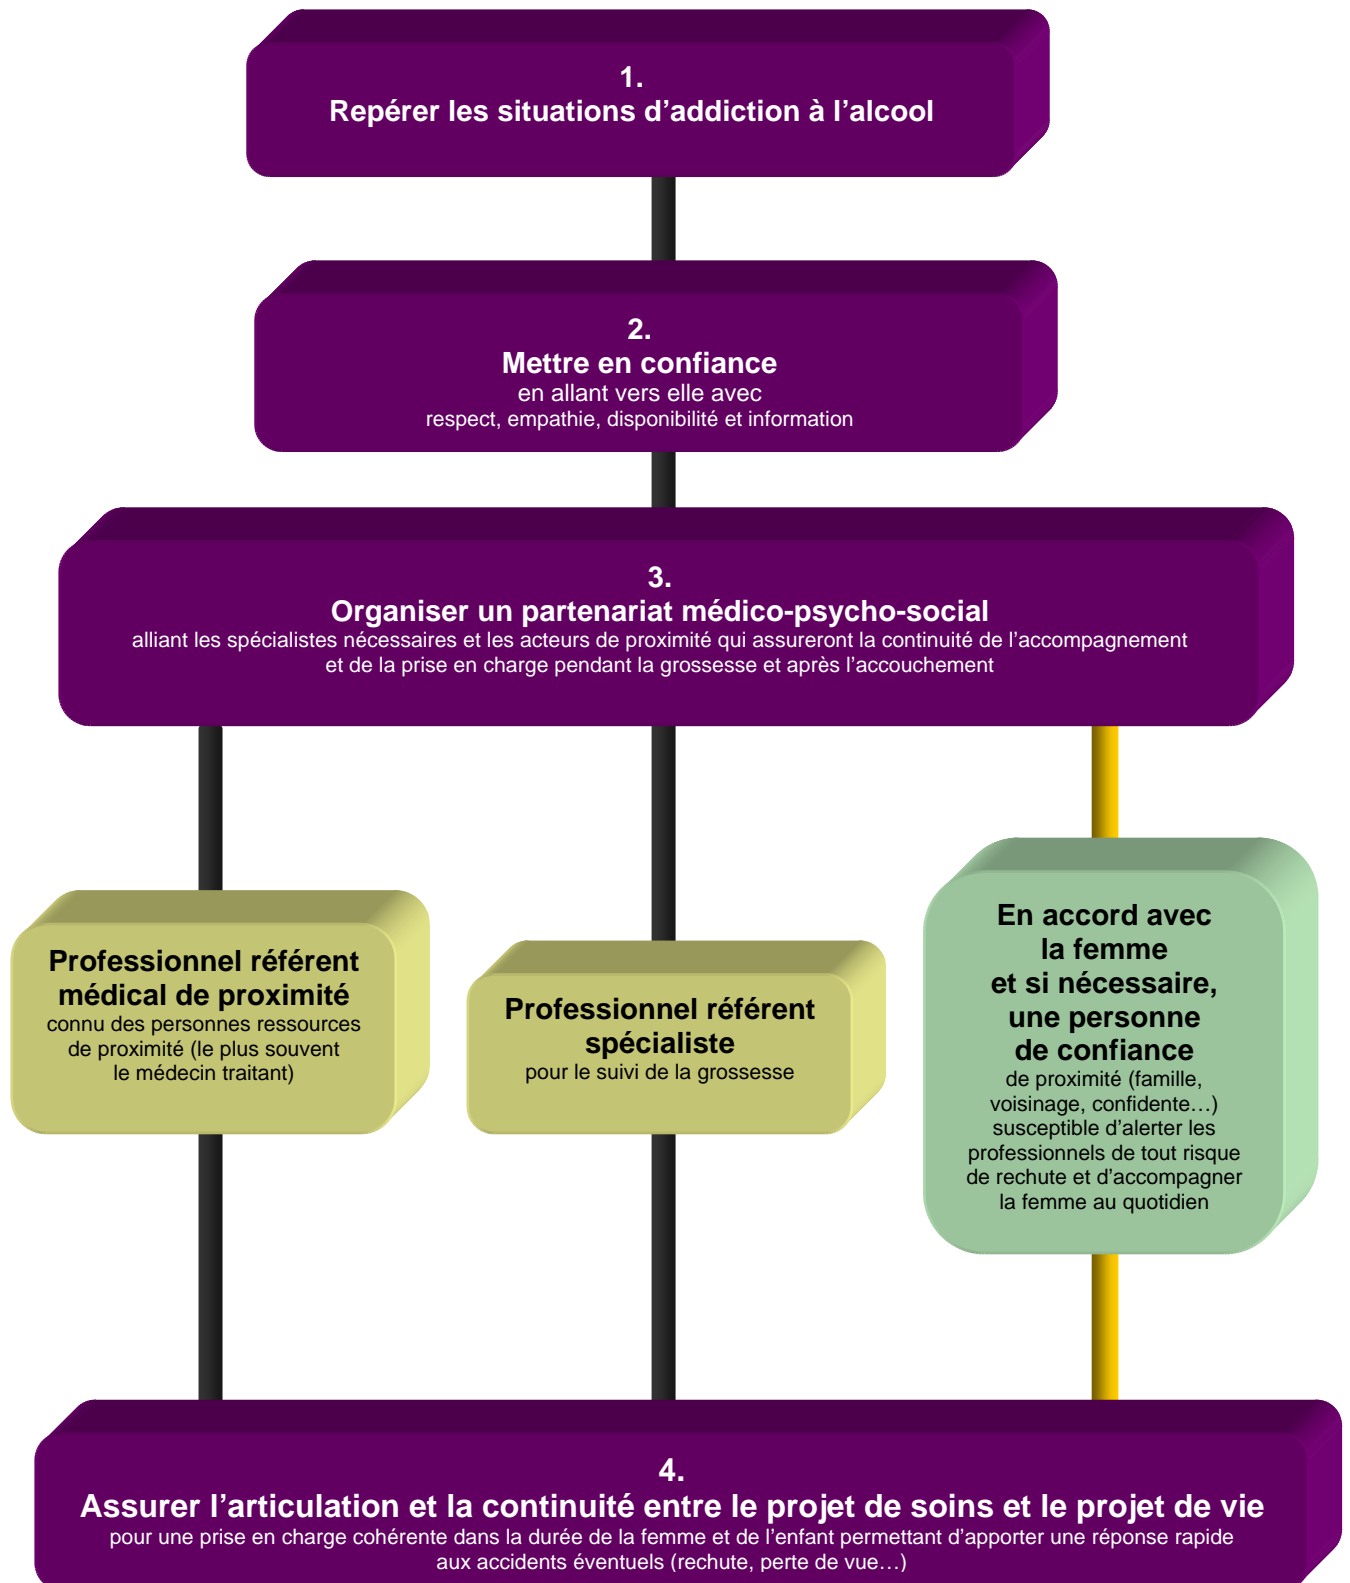 1.
Repérer les situations d’addiction à l’alcool
2.
Mettre en confiance
en allant vers elle avec
respect, empathie, disponibilité et information
3.
Organiser un partenariat médico-psycho-social
alliant les spécialistes nécessaires et les acteurs de proximité qui assureront la continuité de l’accompagnement
et de la prise en charge pendant la grossesse et après l’accouchement
Professionnel référent
médical de proximité
connu des personnes ressources
de proximité (le plus souvent
le médecin traitant)
Professionnel référent
spécialiste
pour le suivi de la grossesse
En accord avec
la femme
et si nécessaire,
une personne
de confiance
de proximité (famille,
voisinage, confidente…)
susceptible d’alerter les
professionnels de tout risque
de rechute et d’accompagner
la femme au quotidien
4.
Assurer l’articulation et la continuité entre le projet de soins et le projet de vie
pour une prise en charge cohérente dans la durée de la femme et de l’enfant permettant d’apporter une réponse rapide
aux accidents éventuels (rechute, perte de vue…)